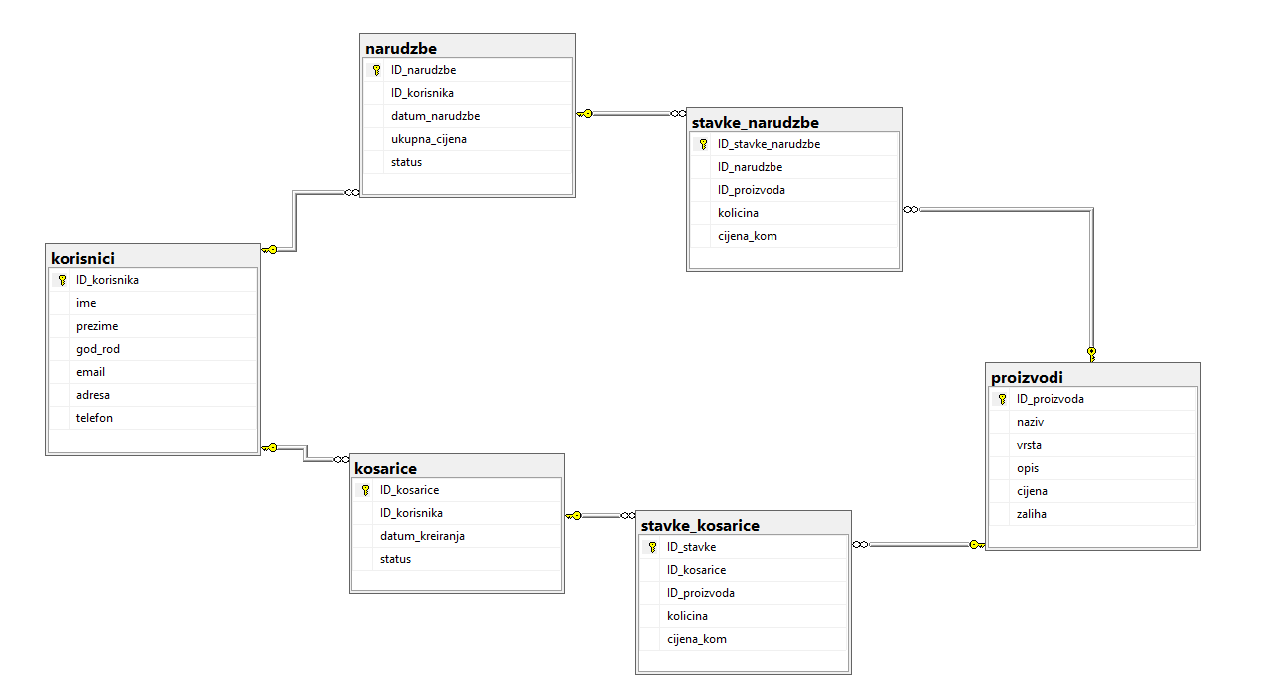 narudzbe
ID_narudzbe
ID_korisnika
datum_narudzbe
ukupna_cijena
status
stavke_narudzbe
ID_stavke_narudzbe
ID_narudzbe
ID_proizvoda
kolicina
cijena_kom
korisnici
ID_korisnika
ime
prezime
god_rod
email
adresa
telefon
proizvodi
ID_proizvoda
naziv
vrsta
opis
cijena
zaliha
kosarice
ID_kosarice
ID_korisnika
datum_kreiranja
status
stavke_kosarice
ID_stavke
ID_kosarice
ID_proizvoda
kolicina
cijena_kom